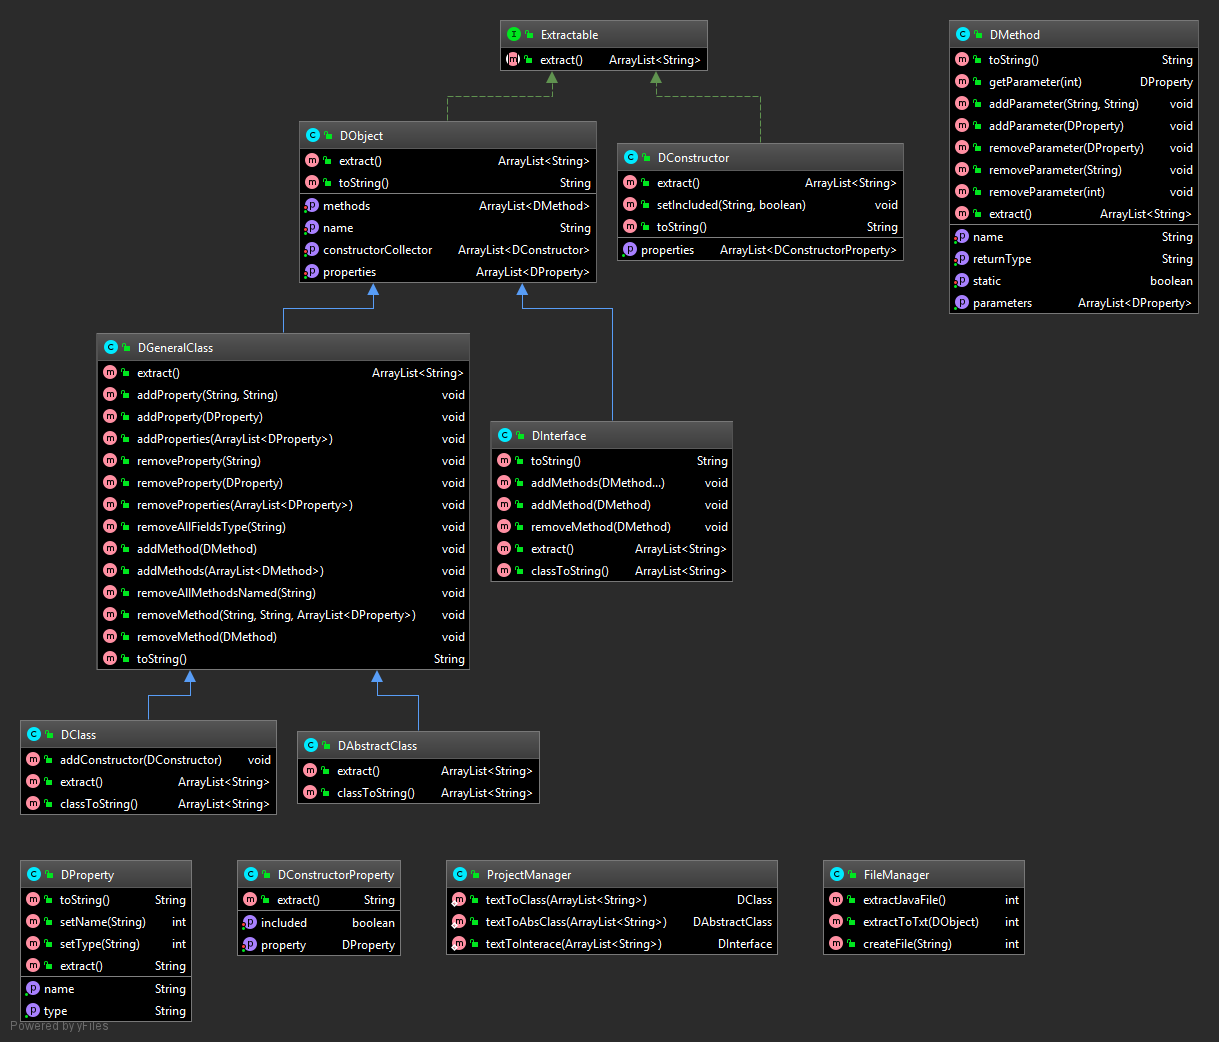 Extractable
extract() ArrayList<String>
DMethod
toString() String
getParameter(int) DProperty
addParameter(String, String) void
addParameter(DProperty) void
removeParameter(DProperty) void
removeParameter(String) void
removeParameter(int) void
extract() ArrayList<String>
name String
returnType String
static boolean
parameters ArrayList<DProperty>
DObject
extract() ArrayList<String>
toString() String
methods ArrayList<DMethod>
name String
constructorCollector ArrayList<DConstructor>
properties ArrayList<DProperty>
DConstructor
extract() ArrayList<String>
setIncluded(String, boolean) void
toString() String
properties ArrayList<DConstructorProperty>
DGeneralClass
extract() ArrayList<String>
addProperty(String, String) void
addProperty(DProperty) void
addProperties(ArrayList<DProperty>) void
removeProperty(String) void
removeProperty(DProperty) void
removeProperties(ArrayList<DProperty>) void
removeAllFieldsType(String) void
addMethod(DMethod) void
addMethods(ArrayList<DMethod>) void
removeAllMethodsNamed(String) void
removeMethod(String, String, ArrayList<DProperty>) void
removeMethod(DMethod) void
toString() String
DInterface
toString() String
addMethods(DMethod...) void
addMethod(DMethod) void
removeMethod(DMethod) void
extract() ArrayList<String>
classToString() ArrayList<String>
DClass
addConstructor(DConstructor) void
extract() ArrayList<String>
classToString() ArrayList<String>
DAbstractClass
extract() ArrayList<String>
classToString() ArrayList<String>
DProperty
toString() String
setName(String) int
setType(String) int
extract() String
name String
type String
DConstructorProperty
extract() String
included boolean
property DProperty
ProjectManager
textToClass(ArrayList<String>) DClass
textToAbsClass(ArrayList<String>) DAbstractClass
textToInterace(ArrayList<String>) DInterface
FileManager
extractJavaFile() int
extractToTxt(DObject) int
createFile(String) int
Powered by yFiles